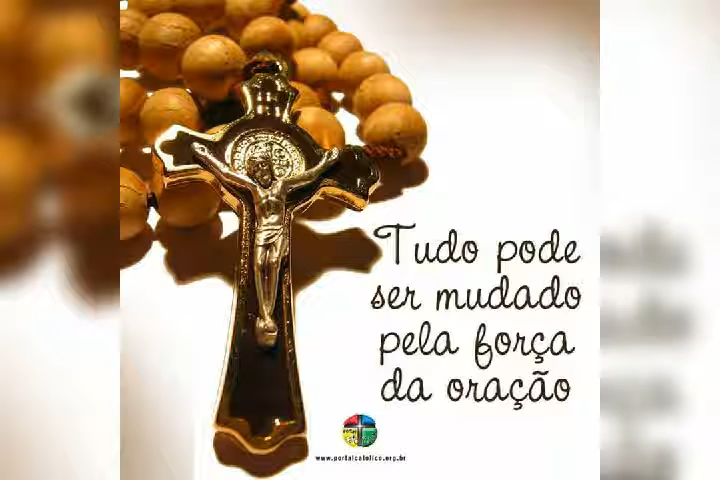 Tudo pode
ser mudado
pela força
da oração
www.portalcatolico.org.br